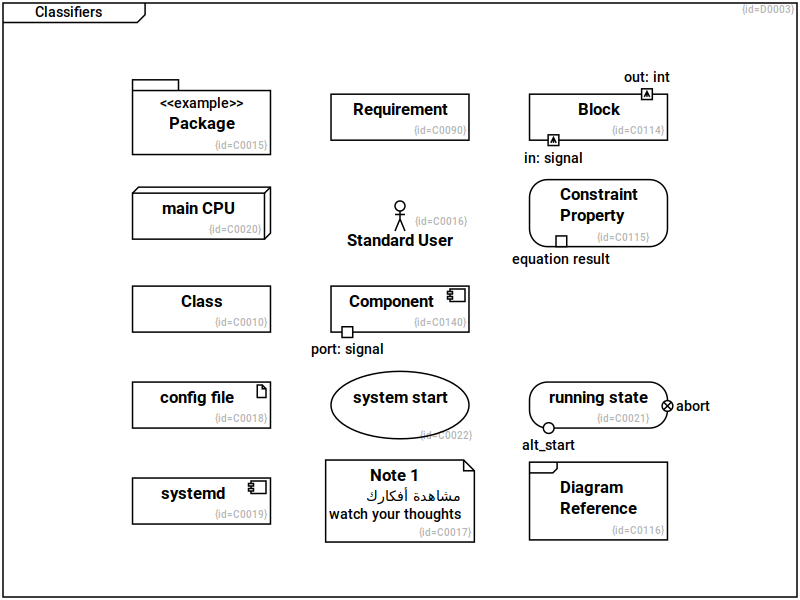 Classifiers
{id=D0003}
<<example>>
Package
{id=C0015}
Requirement
{id=C0090}
out: int
Block
{id=C0114}
in: signal
main CPU
{id=C0020}
{id=C0016}
Standard User
Constraint
Property
{id=C0115}
equation result
Class
{id=C0010}
Component
{id=C0140}
port: signal
config file
{id=C0018}
system start
{id=C0022}
running state
{id=C0021}
abort
alt_start
systemd
{id=C0019}
Note 1
مشاهدة أفكارك
watch your thoughts
{id=C0017}
Diagram
Reference
{id=C0116}